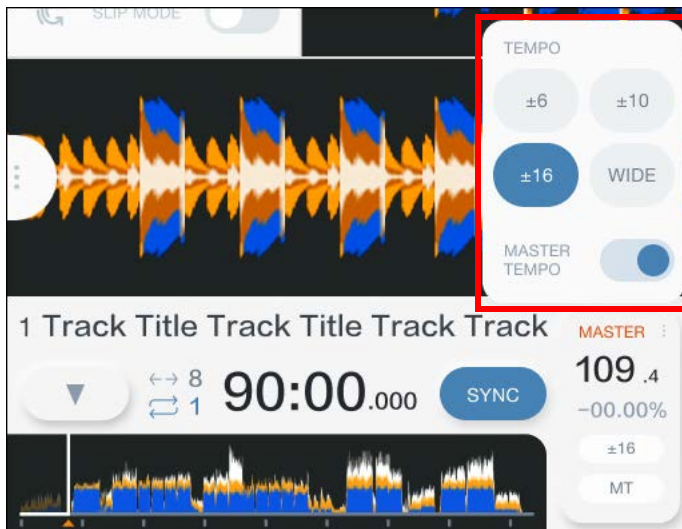 SLIP MODE
TEMPO
±6 ±10
±16 WIDE
MASTER
TEMPO
1 Track Title Track Title Track Track
MASTER
8
1
90:00.000
SYNC
109.4
-00.00%
±16
MT